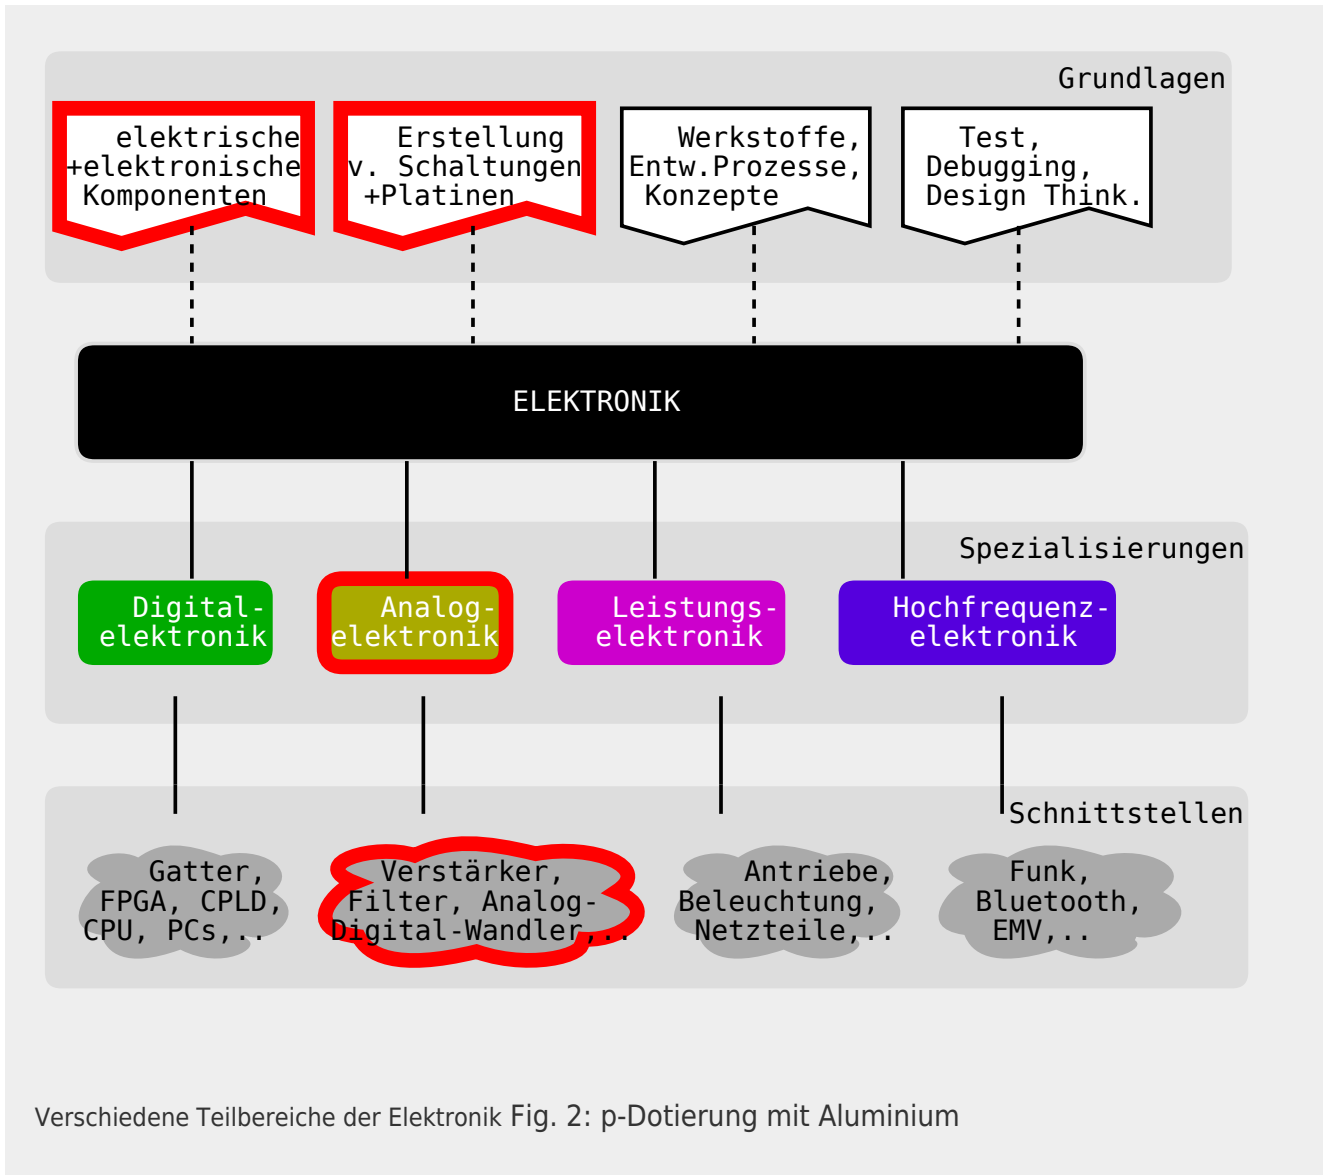 Grundlagen
elektrische
+elektronische
Komponenten
Erstellung
v. Schaltungen
+Platinen
Werkstoffe,
Entw.Prozesse,
Konzepte
Test,
Debugging,
Design Think.
ELEKTRONIK
Spezialisierungen
Digital-
elektronik
Analog-
elektronik
Leistungs-
elektronik
Hochfrequenz-
elektronik
Schnittstellen
Gatter,
FPGA, CPLD,
CPU, PCs,..
Verstärker,
Filter, Analog-
Digital-Wandler,..
Antriebe,
Beleuchtung,
Netzteile,..
Funk,
Bluetooth,
EMV,..
Verschiedene Teilbereiche der Elektronik Fig. 2: p-Dotierung mit Aluminium